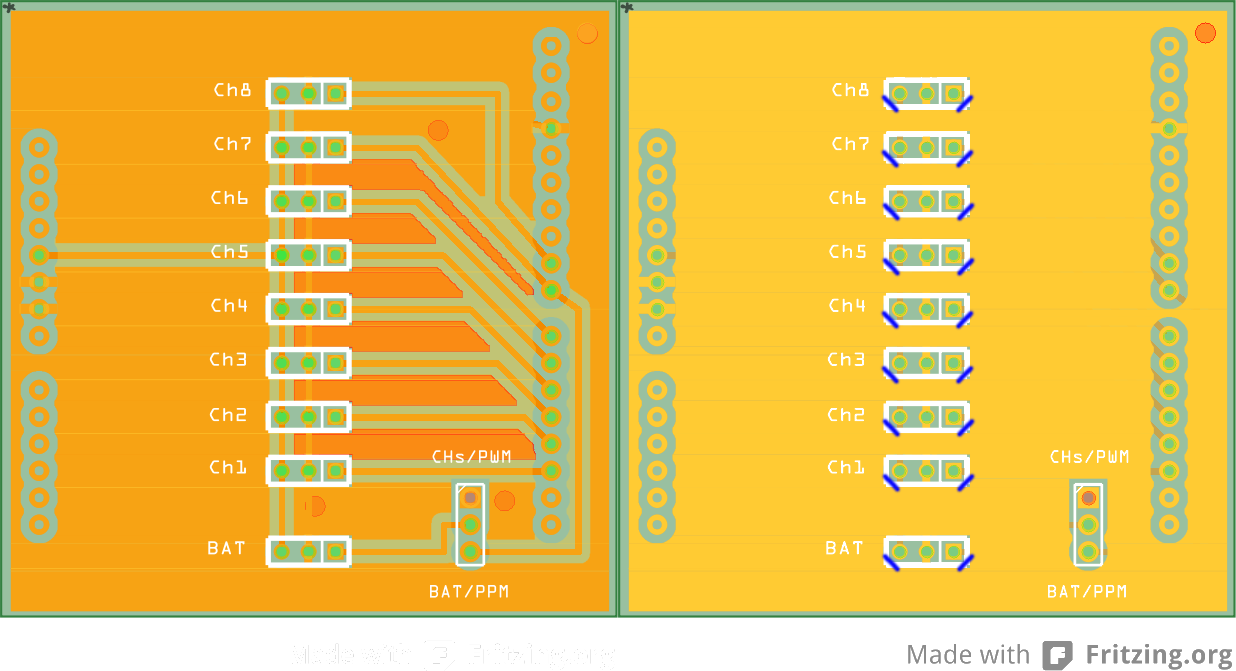 Ch8
Ch7
Ch6
Ch5
Ch4
Ch3
Ch2
Ch1
CHs/PWM
BAT
BAT/PPM
Made with Fritzing.org
Ch8
Ch7
Ch6
Ch5
Ch4
Ch3
Ch2
CHs/PWM
Ch1
BAT
BAT/PPM
Made with Fritzing.org